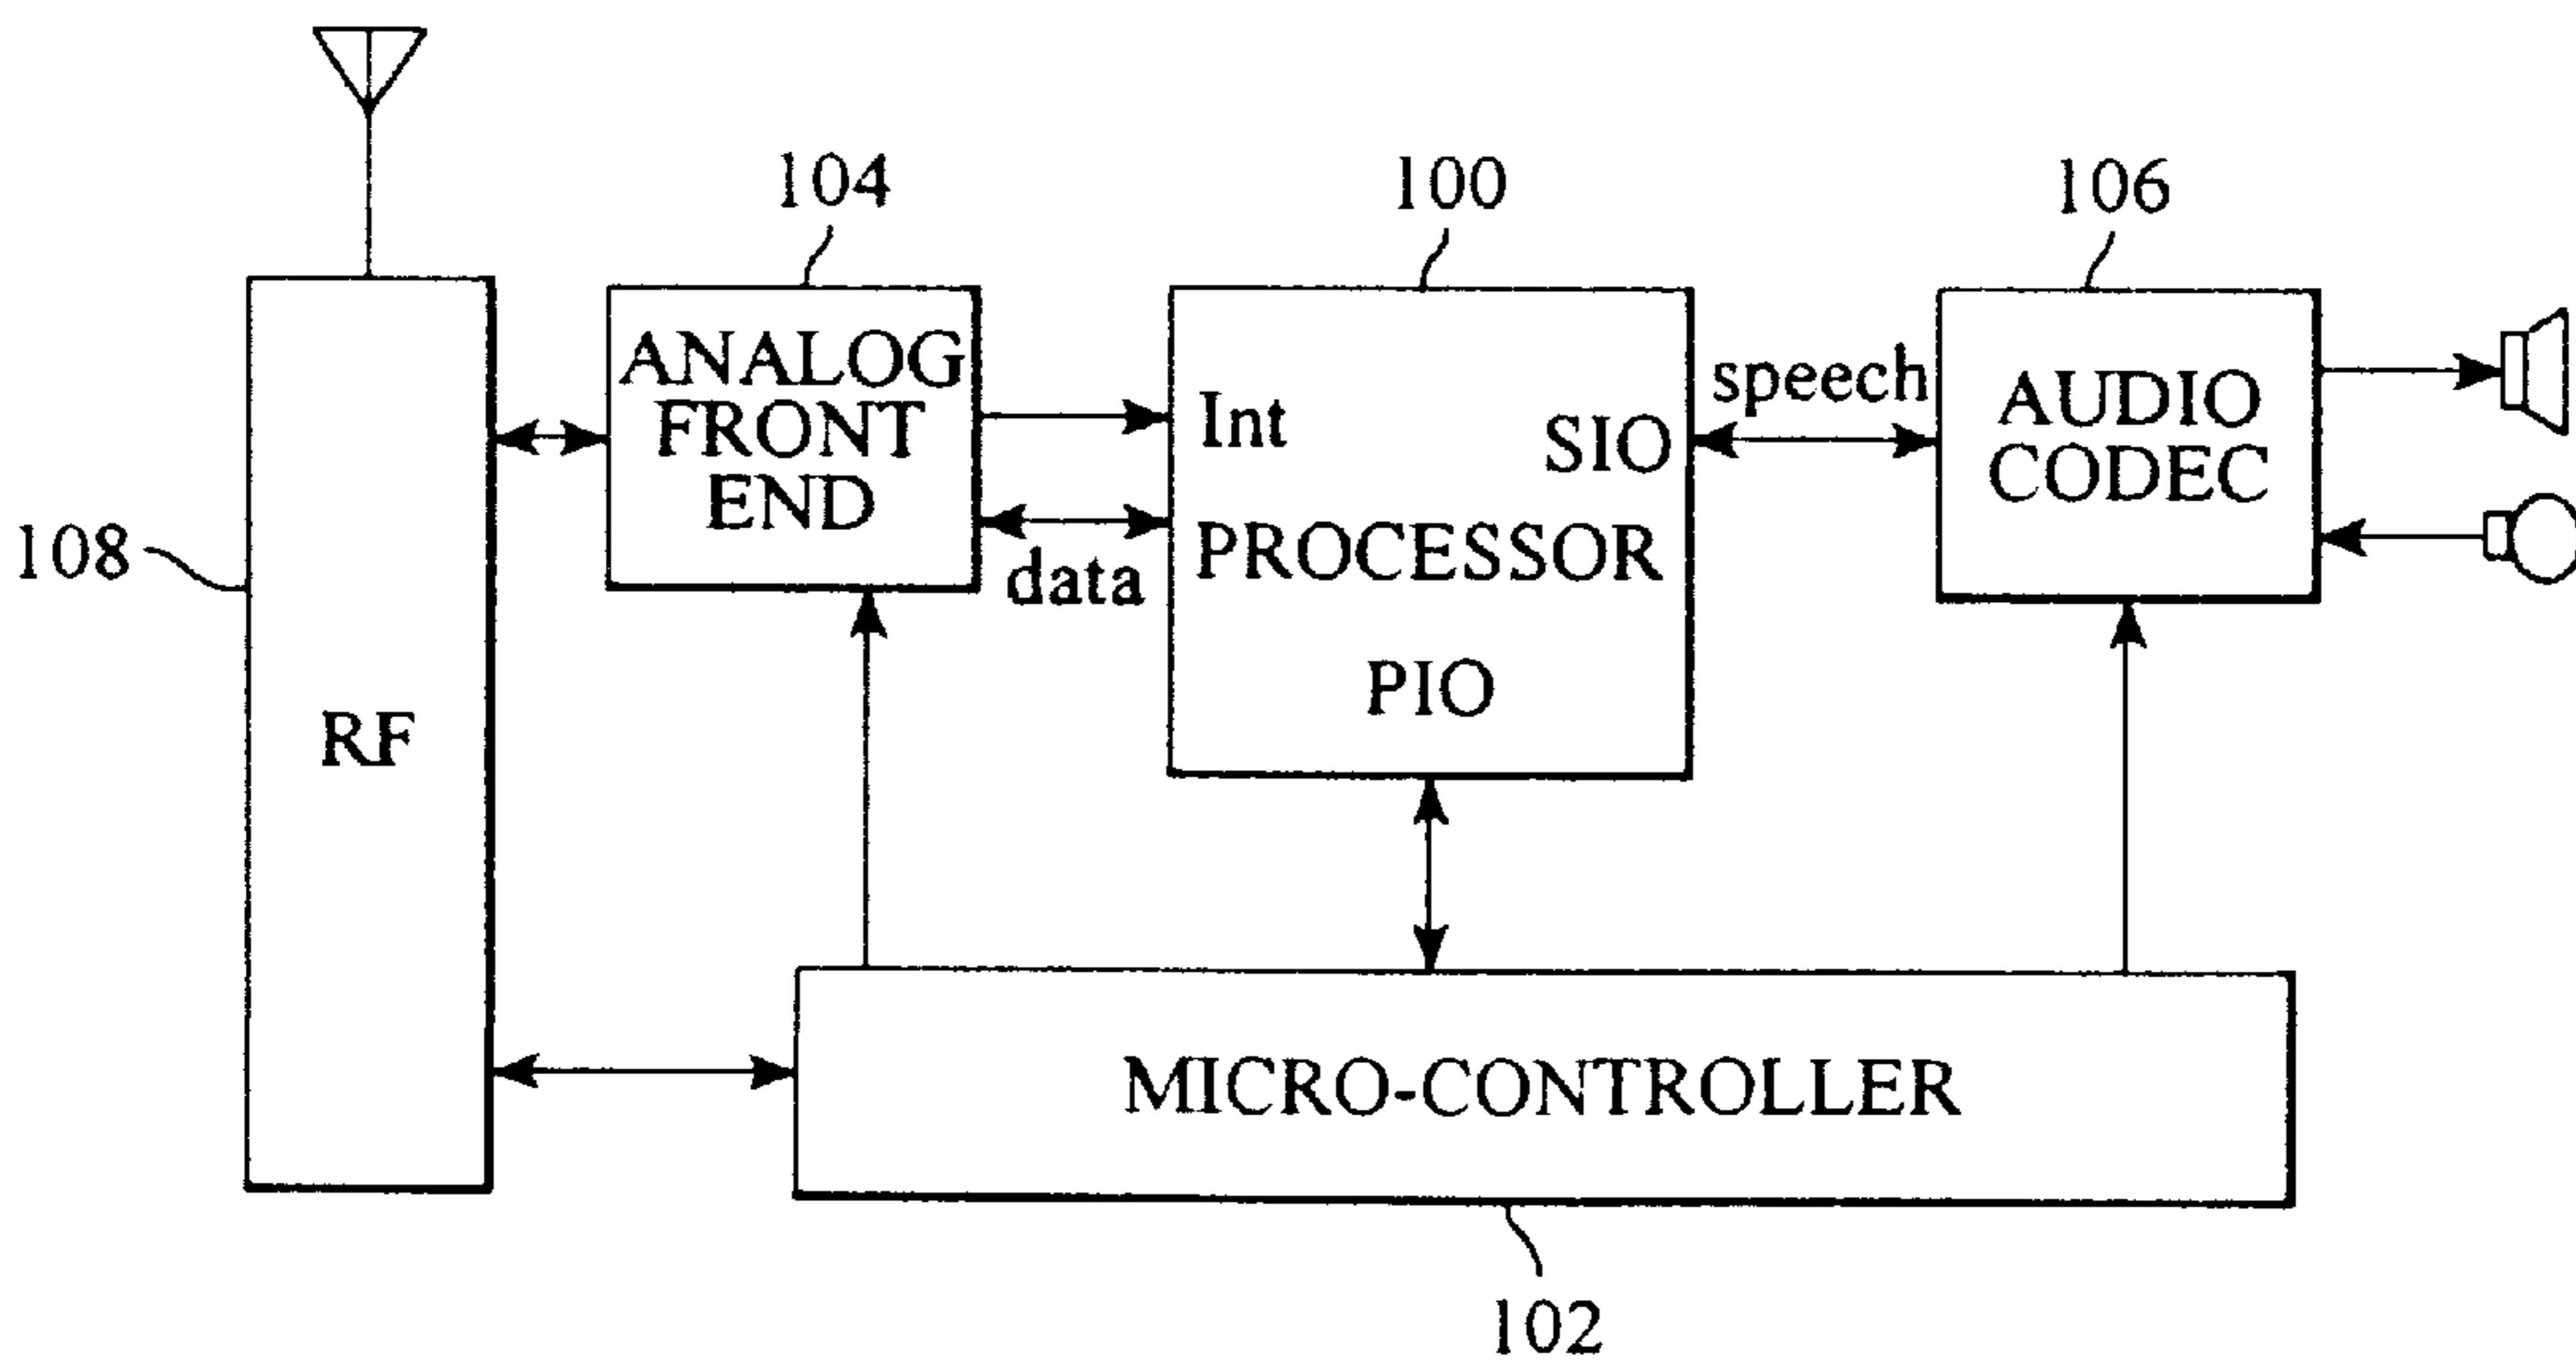 104
100
106
ANALOG
FRONT
END
Int
SIO
speech
AUDIO
CODEC
108
data
PROCESSOR
PIO
RF
MICRO-CONTROLLER
102